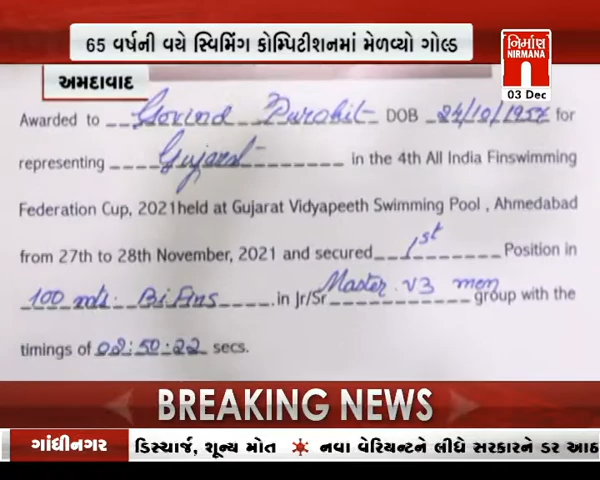 65 વર્ષની વયે સ્વિમિંગ કોમ્પિટીશનમાં મેળવ્યો ગોલ્ડ
નિર્માણ
NIRMANA
03 Dec
અમદાવાદ
Awarded to Govind Purohit DOB 24/10/1957 for
representing Gujarat in the 4th All India Finswimming
Federation Cup, 2021held at Gujarat Vidyapeeth Swimming Pool , Ahmedabad
from 27th to 28th November, 2021 and secured 1st Position in
100 mts. Bi Fins in Jr/Sr Master V3 men group with the
timings of 02:50:22 secs.
BREAKING NEWS
ગાંધીનગર ડિસ્ચાર્જ, શૂન્ય મોત નવા વેરિયન્ટને લીધે સરકારને ડર આઠ